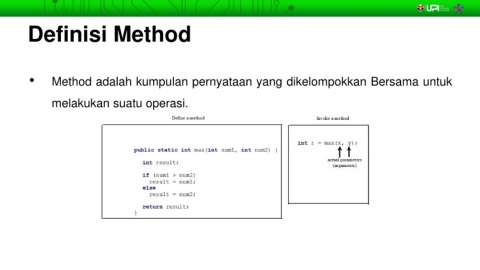 UPI
Definisi Method
• Method adalah kumpulan pernyataan yang dikelompokkan Bersama untuk
melakukan suatu operasi.
Define a method
public static int max(int num1, int num2) {
int result;
if (num1 > num2)
result = num1;
else
result = num2;
return result;
}
Invoke a method
int z = max(x, y);
actual parameters
(arguments)